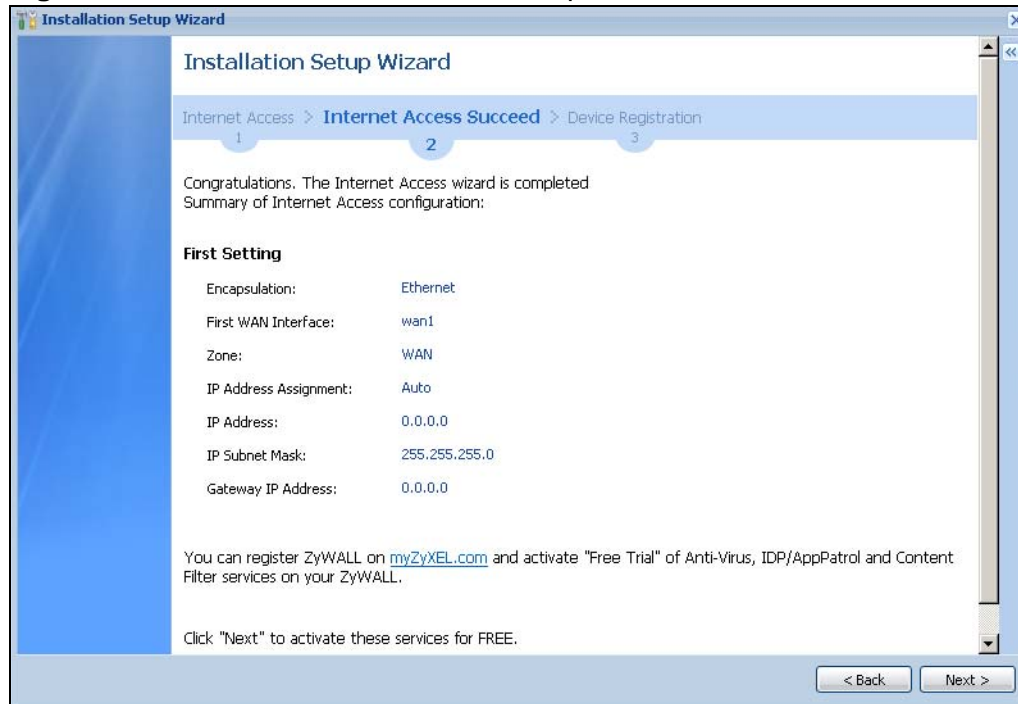 Installation Setup Wizard
Installation Setup Wizard
Internet Access > Internet Access Succeed > Device Registration
1 2 3
Congratulations. The Internet Access wizard is completed
Summary of Internet Access configuration:
First Setting
Encapsulation: Ethernet
First WAN Interface: wan1
Zone: WAN
IP Address Assignment: Auto
IP Address: 0.0.0.0
IP Subnet Mask: 255.255.255.0
Gateway IP Address: 0.0.0.0
You can register ZyWALL on myZyXEL.com and activate "Free Trial" of Anti-Virus, IDP/AppPatrol and Content
Filter services on your ZyWALL.
Click "Next" to activate these services for FREE.
< Back Next >